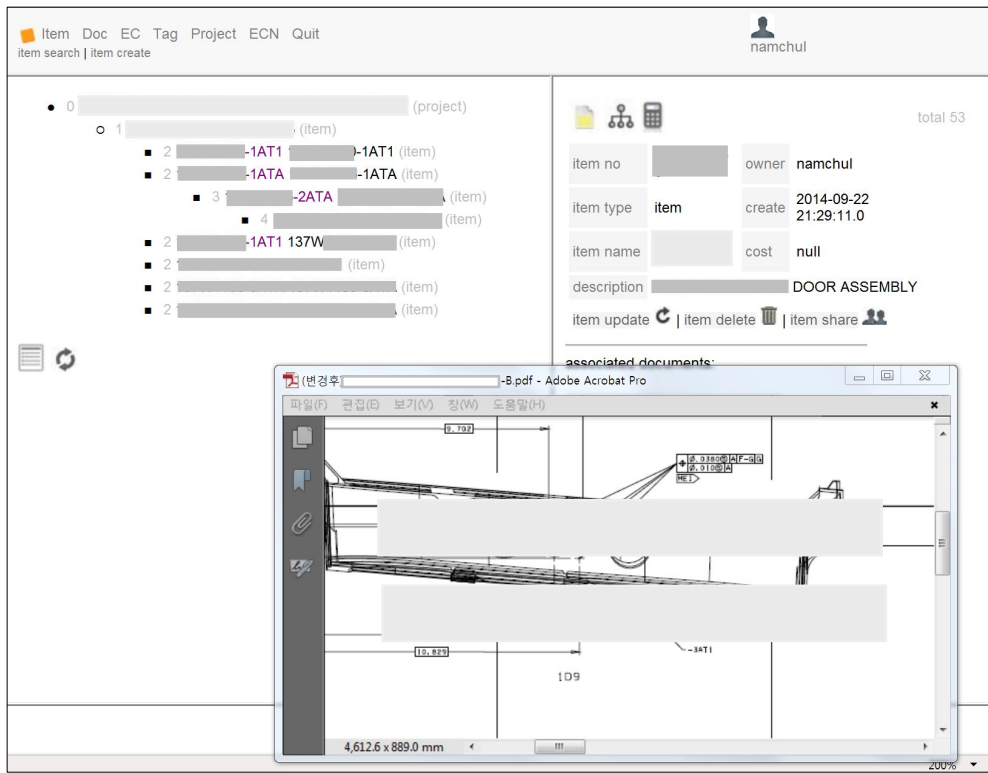 Item Doc EC Tag Project ECN Quit
item search | item create
namchul
0 (project)
1 (item)
2 -1AT1 -1AT1 (item)
2 -1ATA -1ATA (item)
3 -2ATA (item)
4 (item)
2 -1AT1 137W (item)
2 (item)
2 (item)
2 (item)
total 53
item no owner namchul
item type item create 2014-09-22
21:29:11.0
item name cost null
description DOOR ASSEMBLY
item update | item delete | item share
associated documents:
(변경후 -B.pdf - Adobe Acrobat Pro
파일(F) 편집(E) 보기(V) 창(W) 도움말(H)
9.702
Ø.038Ⓢ A F-G G
Ø.010Ⓢ A
ME1
10.829
-3AT1
1D9
4,612.6 x 889.0 mm
200%